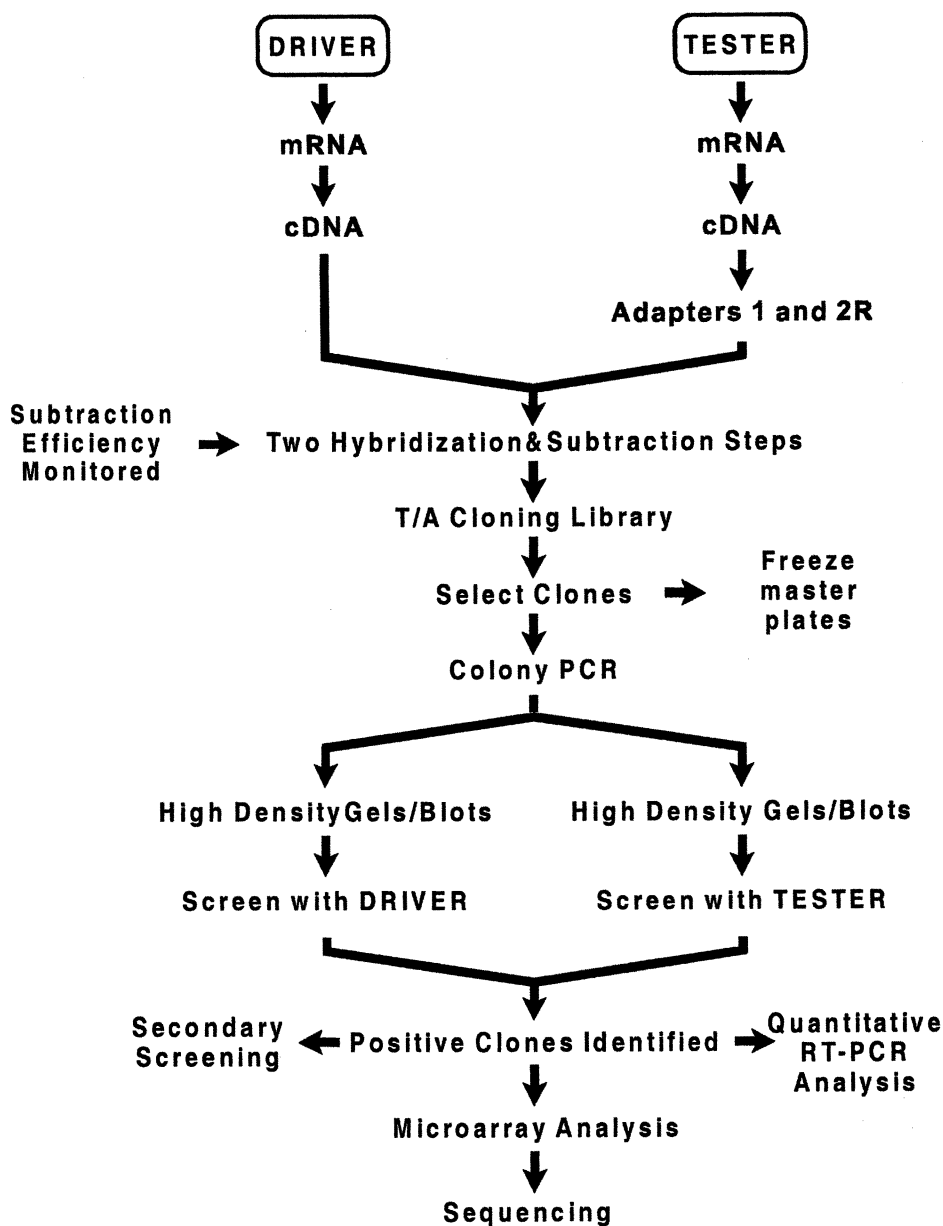 DRIVER
TESTER
mRNA
mRNA
cDNA
cDNA
Adapters 1 and 2R
Subtraction
Efficiency
Monitored
Two Hybridization & Subtraction Steps
T/A Cloning Library
Select Clones
Freeze
master
plates
Colony PCR
High Density Gels/Blots
High Density Gels/Blots
Screen with DRIVER
Screen with TESTER
Secondary
Screening
Positive Clones Identified
Quantitative
RT-PCR
Analysis
Microarray Analysis
Sequencing